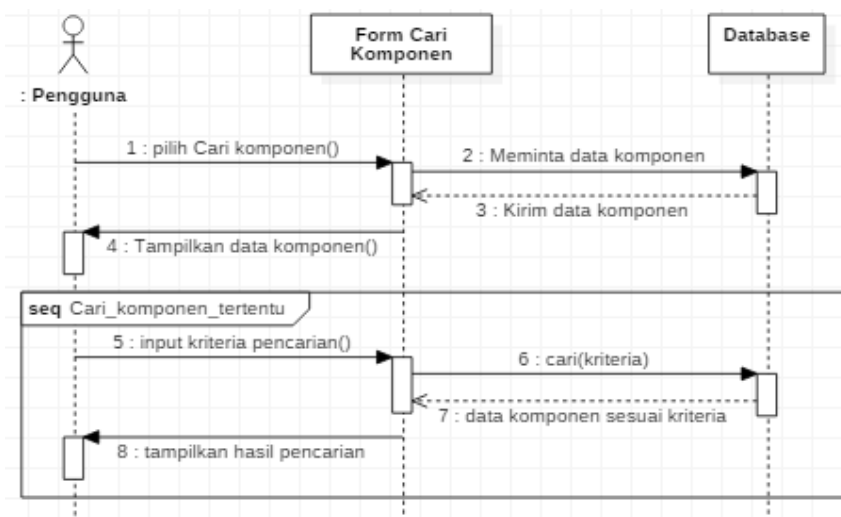 Form Cari
Komponen
Database
: Pengguna
1 : pilih Cari komponen()
2 : Meminta data komponen
3 : Kirim data komponen
4 : Tampilkan data komponen()
seq Cari_komponen_tertentu
5 : input kriteria pencarian()
6 : cari(kriteria)
7 : data komponen sesuai kriteria
8 : tampilkan hasil pencarian